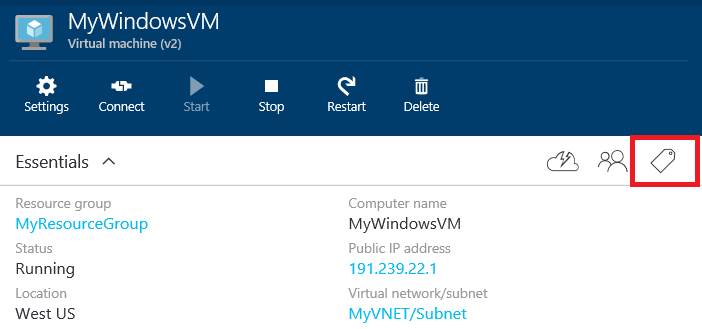 MyWindowsVM
Virtual machine (v2)
Settings Connect Start Stop Restart Delete
Essentials
Resource group Computer name
MyResourceGroup MyWindowsVM
Status Public IP address
Running 191.239.22.1
Location Virtual network/subnet
West US MyVNET/Subnet